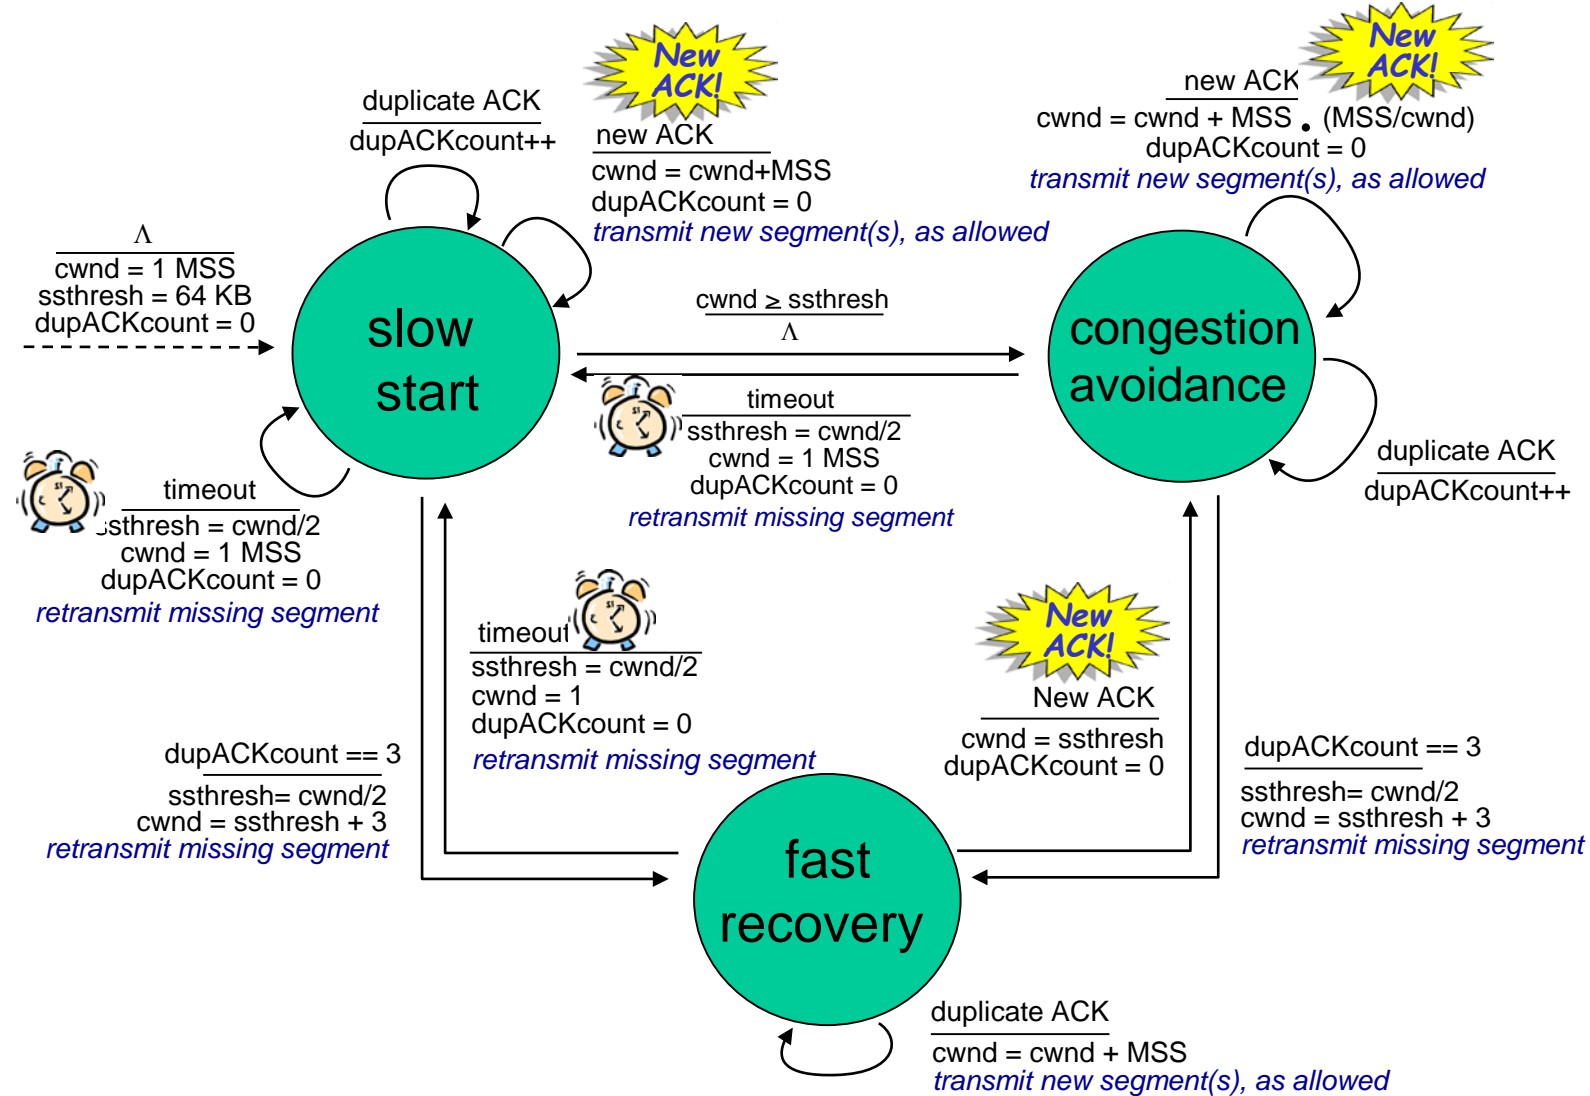 New
ACK!
duplicate ACK
dupACKcount++
new ACK
cwnd = cwnd+MSS
dupACKcount = 0
transmit new segment(s), as allowed
New
ACK!
new ACK
cwnd = cwnd + MSS • (MSS/cwnd)
dupACKcount = 0
transmit new segment(s), as allowed
Λ
cwnd = 1 MSS
ssthresh = 64 KB
dupACKcount = 0
slow
start
cwnd ≥ ssthresh
Λ
congestion
avoidance
timeout
ssthresh = cwnd/2
cwnd = 1 MSS
dupACKcount = 0
retransmit missing segment
duplicate ACK
dupACKcount++
timeout
ssthresh = cwnd/2
cwnd = 1 MSS
dupACKcount = 0
retransmit missing segment
timeout
ssthresh = cwnd/2
cwnd = 1
dupACKcount = 0
retransmit missing segment
New
ACK!
New ACK
cwnd = ssthresh
dupACKcount = 0
dupACKcount == 3
ssthresh= cwnd/2
cwnd = ssthresh + 3
retransmit missing segment
dupACKcount == 3
ssthresh= cwnd/2
cwnd = ssthresh + 3
retransmit missing segment
fast
recovery
duplicate ACK
cwnd = cwnd + MSS
transmit new segment(s), as allowed